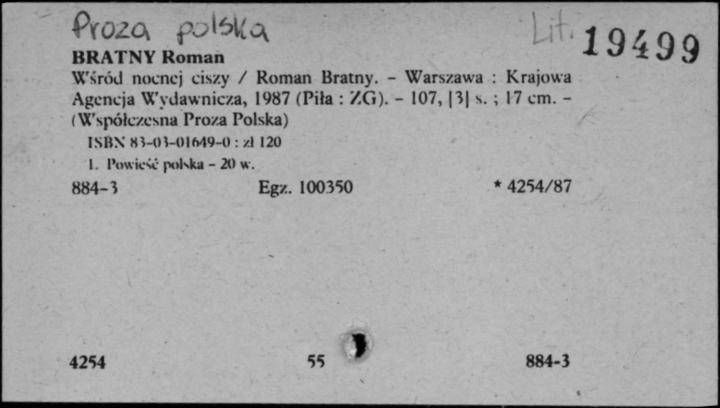 Proza polska
Lit. 19499
BRATNY Roman
Wśród nocnej ciszy / Roman Bratny. – Warszawa : Krajowa
Agencja Wydawnicza, 1987 (Piła : ZG). – 107, [3] s. ; 17 cm. –
(Współczesna Proza Polska)
ISBN 83-03-01649-0 : zł 120
1. Powieść polska – 20 w.
884-3 Egz. 100350 * 4254/87
4254 55 884-3